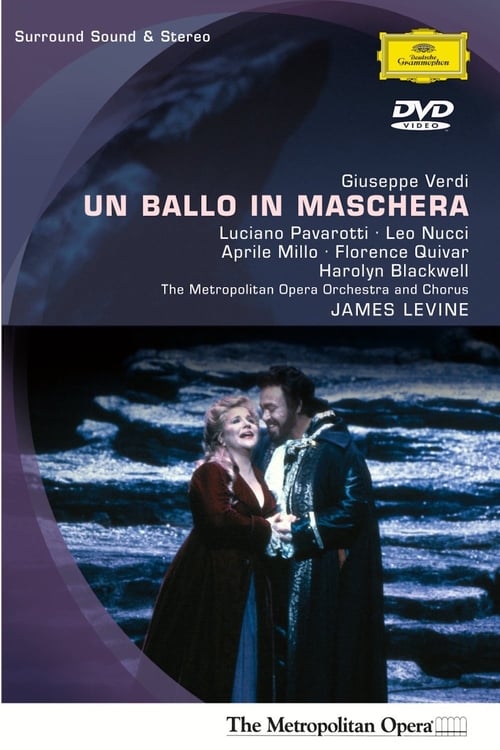 Surround Sound & Stereo
Deutsche
Grammophon
DVD
VIDEO
Giuseppe Verdi
UN BALLO IN MASCHERA
Luciano Pavarotti · Leo Nucci
Aprile Millo · Florence Quivar
Harolyn Blackwell
The Metropolitan Opera Orchestra and Chorus
JAMES LEVINE
The Metropolitan Opera